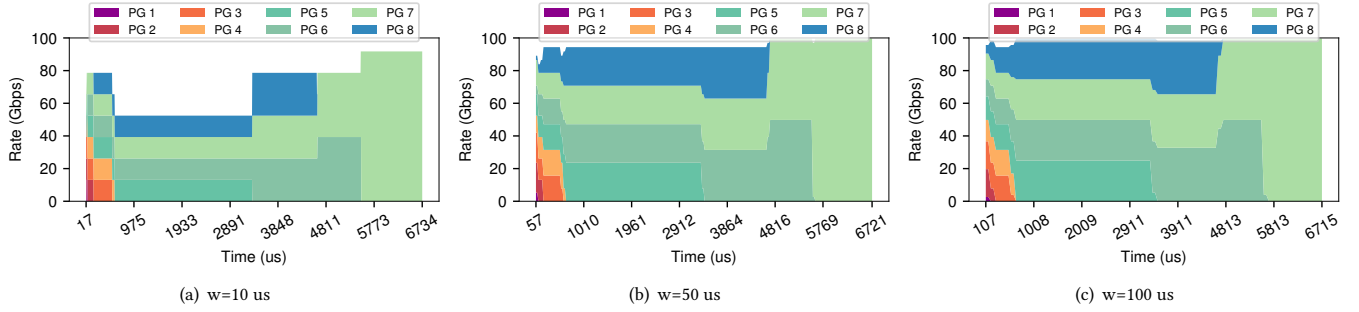 PG 1 PG 3 PG 5 PG 7
PG 2 PG 4 PG 6 PG 8
100
80
60
40
20
0
Rate (Gbps)
17 975 1933 2891 3848 4811 5773 6734
Time (us)
(a) w=10 us
PG 1 PG 3 PG 5 PG 7
PG 2 PG 4 PG 6 PG 8
100
80
60
40
20
0
Rate (Gbps)
57 1010 1961 2912 3864 4816 5769 6721
Time (us)
(b) w=50 us
PG 1 PG 3 PG 5 PG 7
PG 2 PG 4 PG 6 PG 8
100
80
60
40
20
0
Rate (Gbps)
107 1008 2009 2911 3911 4813 5813 6715
Time (us)
(c) w=100 us